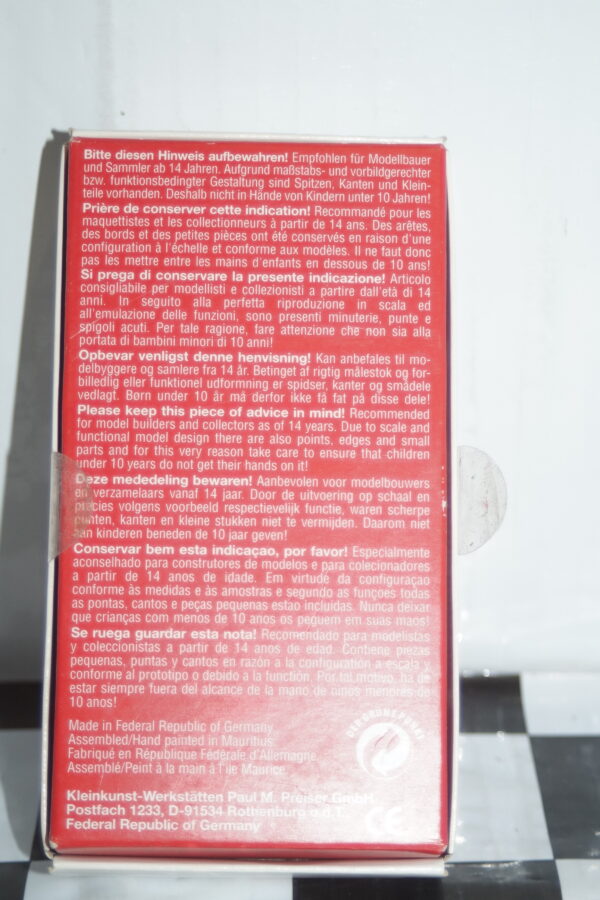 Bitte diesen Hinweis aufbewahren! Empfohlen für Modellbauer
und Sammler ab 14 Jahren. Aufgrund maßstabs- und vorbildgerechter
bzw. funktionsbedingter Gestaltung sind Spitzen, Kanten und Klein-
teile vorhanden. Deshalb nicht in Hände von Kindern unter 10 Jahren!
Prière de conserver cette indication! Recommandé pour les
maquettistes et les collectionneurs à partir de 14 ans. Des arêtes,
des bords et des petites pièces ont été conservés en raison d'une
configuration à l'échelle et conforme aux modèles. Il ne faut donc
pas les mettre entre les mains d'enfants en dessous de 10 ans!
Si prega di conservare la presente indicazione! Articolo
consigliabile per modellisti e collezionisti a partire dall'età di 14
anni. In seguito alla perfetta riproduzione in scala ed
all'emulazione delle funzioni, sono presenti minuterie, punte e
spigoli acuti. Per tale ragione, fare attenzione che non sia alla
portata di bambini minori di 10 anni!
Opbevar venligst denne henvisning! Kan anbefales til mo-
delbyggere og samlere fra 14 år. Betinget af rigtig målestok og for-
billedlig eller funktionel udformning er spidser, kanter og smådele
vedlagt. Børn under 10 år må derfor ikke få fat på disse dele!
Please keep this piece of advice in mind! Recommended
for model builders and collectors as of 14 years. Due to scale and
functional model design there are also points, edges and small
parts and for this very reason take care to ensure that children
under 10 years do not get their hands on it!
Deze mededeling bewaren! Aanbevolen voor modelbouwers
en verzamelaars vanaf 14 jaar. Door de uitvoering op schaal en
precies volgens voorbeeld respectievelijk functie, waren scherpe
punten, kanten en kleine stukken niet te vermijden. Daarom niet
aan kinderen beneden de 10 jaar geven!
Conservar bem esta indicaçao, por favor! Especialmente
aconselhado para construtores de modelos e para colecionadores
a partir de 14 anos de idade. Em virtude da configuraçao
conforme às medidas e às amostras e segundo as funçoes todas
as pontas, cantos e peças pequenas estao incluidas. Nunca deixar
que crianças com menos de 10 anos os peguem em suas maos!
Se ruega guardar esta nota! Recomendado para modelistas
y coleccionistas a partir de 14 anos de edad. Contiene piezas
pequenas, puntas y cantos en razón a la configuration a escala y
conforme al prototipo o debido a la función. Por tal motivo, ha de
estar siempre fuera del alcance de la mano de ninos menores de
10 anos!
Made in Federal Republic of Germany
Assembled/Hand painted in Mauritius
Fabriqué en République Fédérale d'Allemagne
Assemblé/Peint à la main à l'ile Maurice
DER GRÜNE PUNKT
Kleinkunst-Werkstätten Paul M. Preiser GmbH
Postfach 1233, D-91534 Rothenburg o.d.T.
Federal Republic of Germany
CE